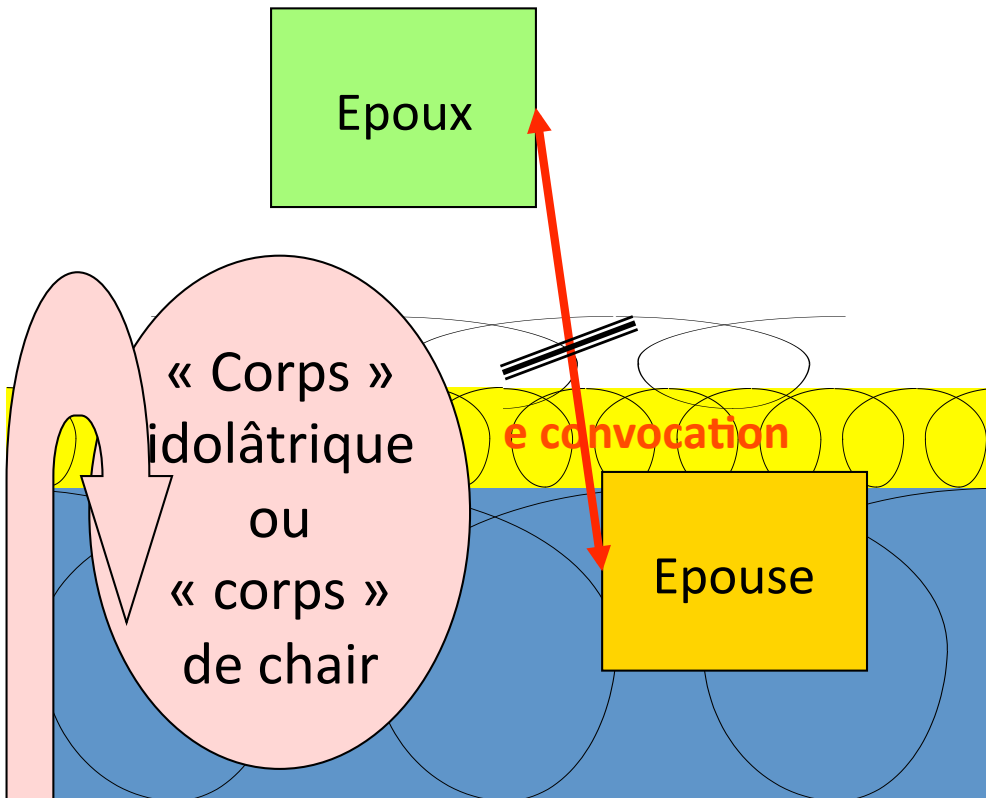 Epoux
« Corps »
idolâtrique
ou
« corps »
de chair
e convocation
Epouse